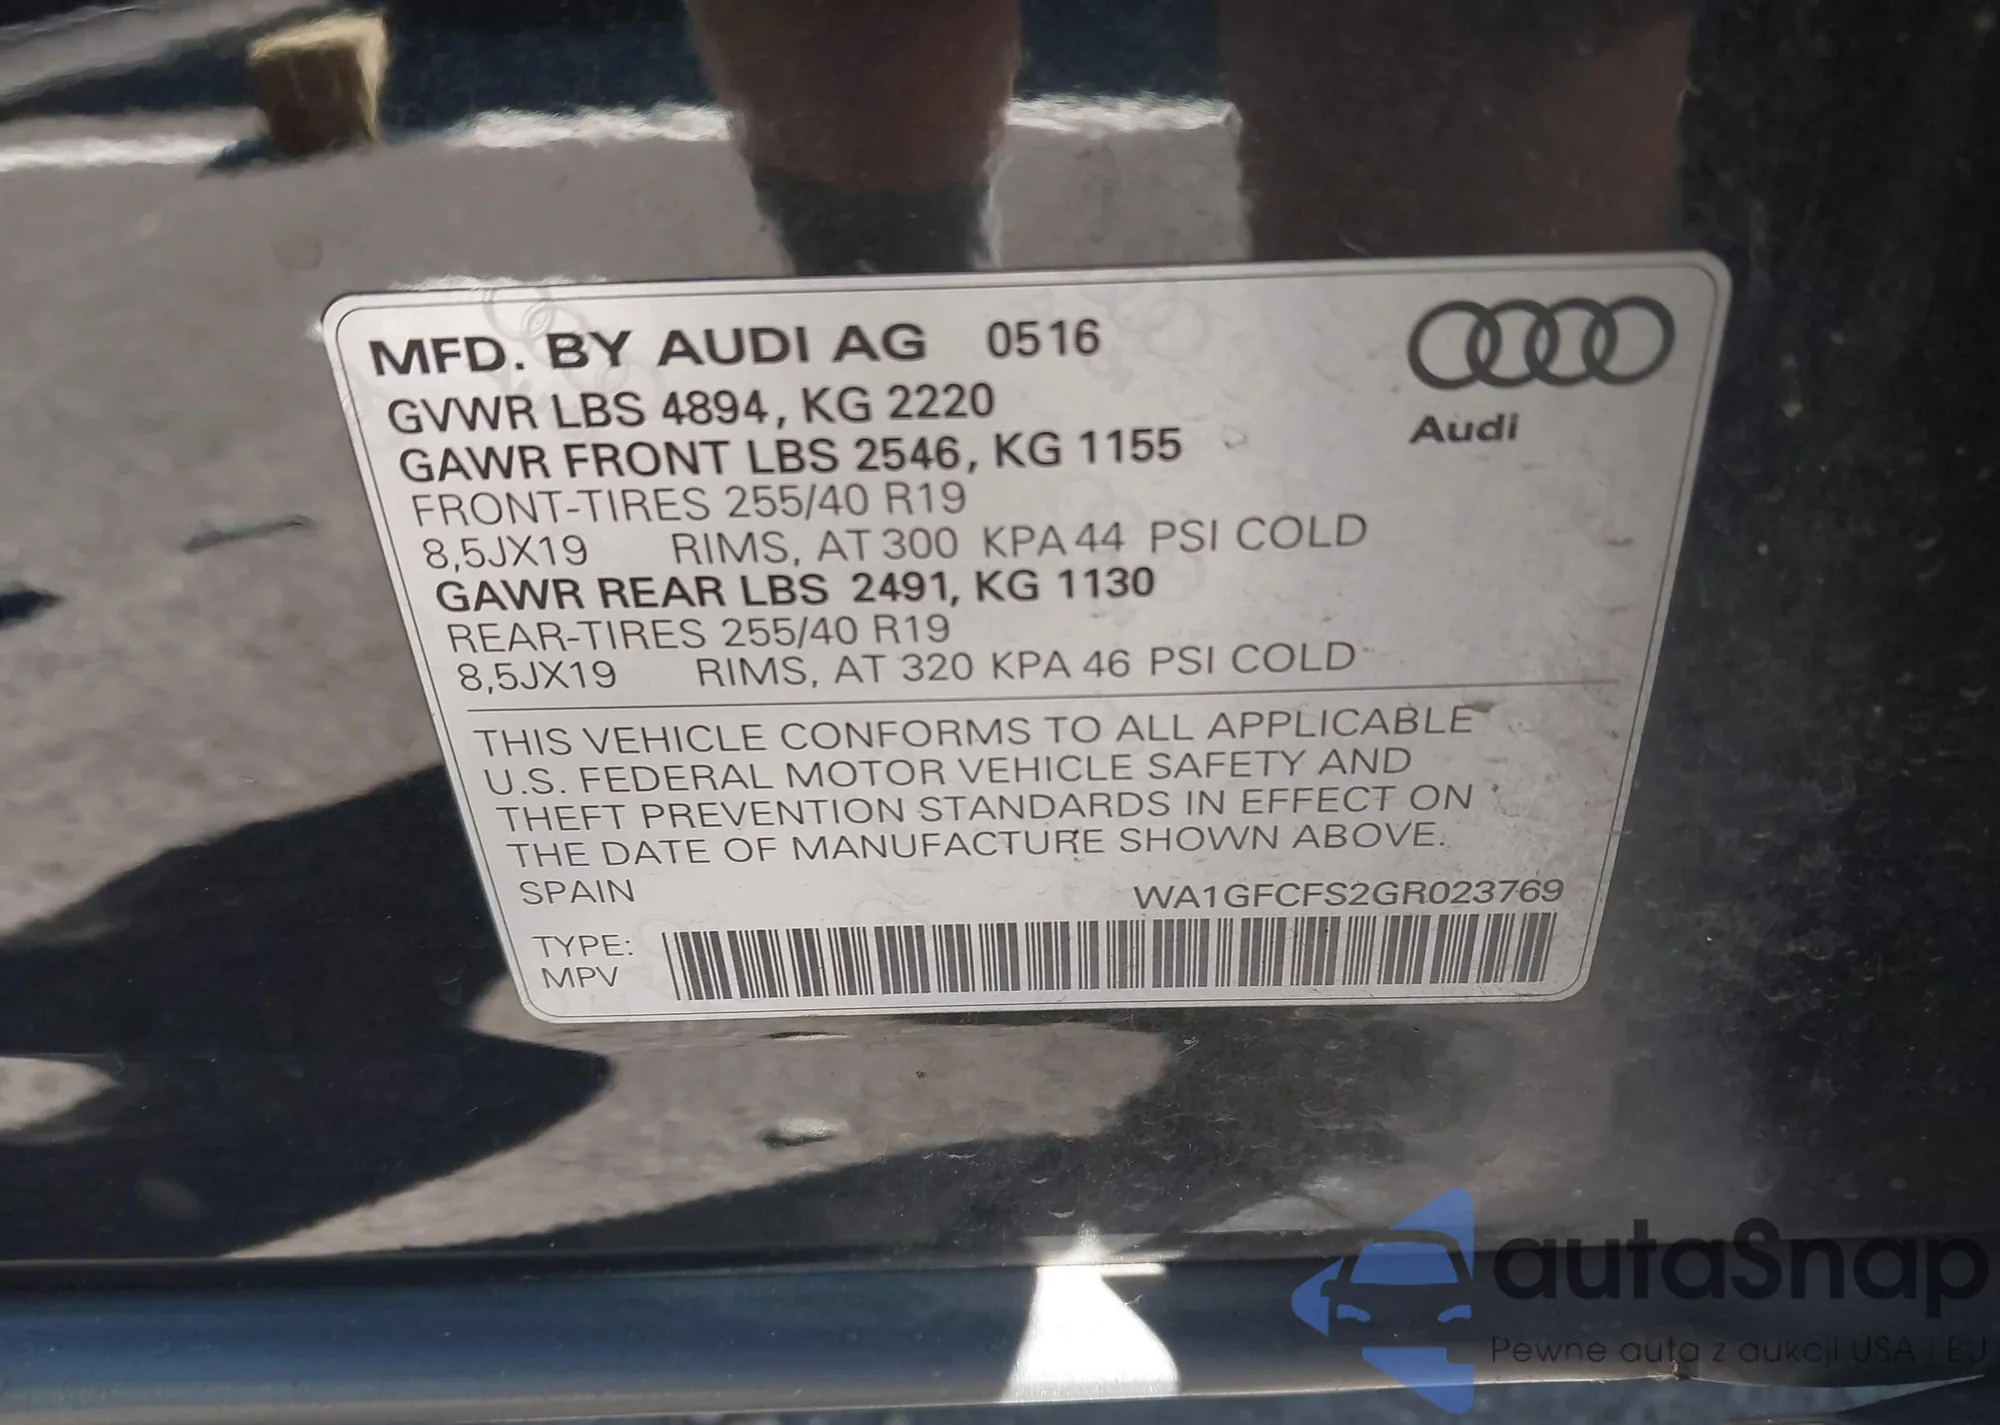 MFD. BY AUDI AG 0516
GVWR LBS 4894, KG 2220
GAWR FRONT LBS 2546, KG 1155
Audi
FRONT-TIRES 255/40 R19
8,5JX19 RIMS, AT 300 KPA 44 PSI COLD
GAWR REAR LBS 2491, KG 1130
REAR-TIRES 255/40 R19
8,5JX19 RIMS, AT 320 KPA 46 PSI COLD
THIS VEHICLE CONFORMS TO ALL APPLICABLE
U.S. FEDERAL MOTOR VEHICLE SAFETY AND
THEFT PREVENTION STANDARDS IN EFFECT ON
THE DATE OF MANUFACTURE SHOWN ABOVE.
SPAIN WA1GFCFS2GR023769
TYPE:
MPV
autaSnap
Pewne auta z aukcji USA i EU